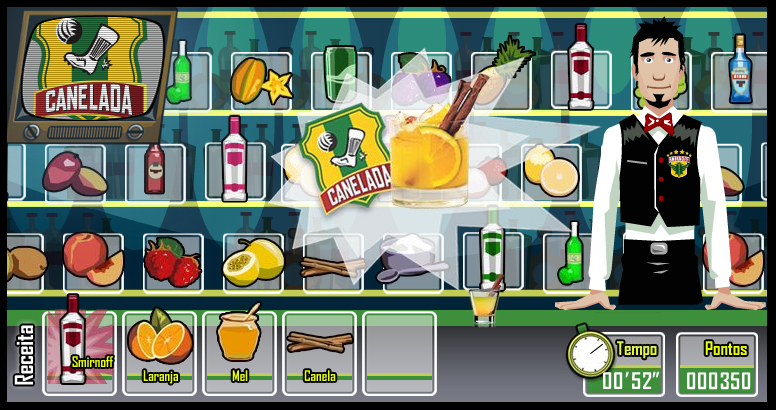 CANELADA
CANELADA
Receita
Smirnoff
Laranja
Mel
Canela
Tempo
00'52"
Pontos
000350